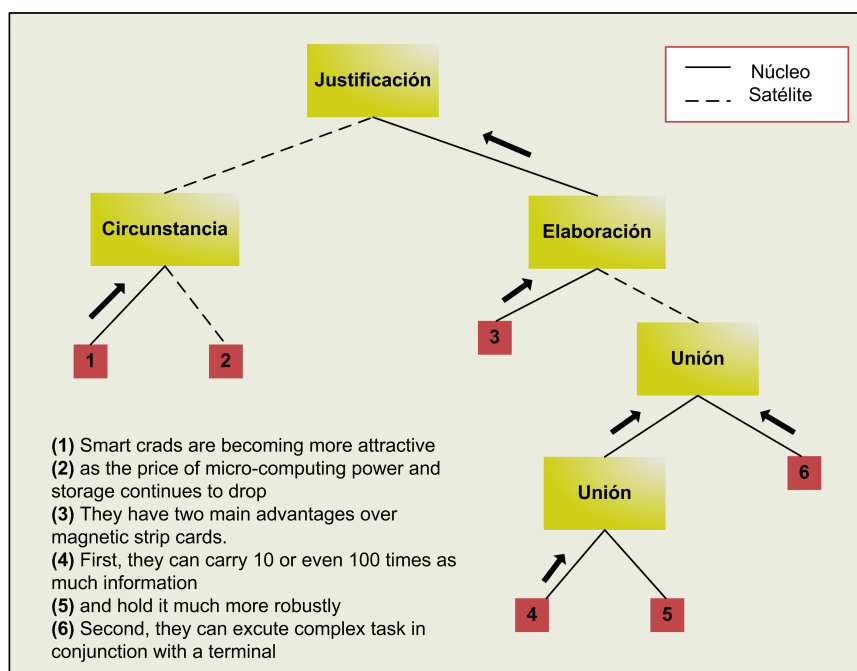 Justificación
Núcleo
Satélite
Circunstancia
Elaboración
1
2
3
Unión
Unión
6
4
5
(1) Smart crads are becoming more attractive
(2) as the price of micro-computing power and
storage continues to drop
(3) They have two main advantages over
magnetic strip cards.
(4) First, they can carry 10 or even 100 times as
much information
(5) and hold it much more robustly
(6) Second, they can excute complex task in
conjunction with a terminal